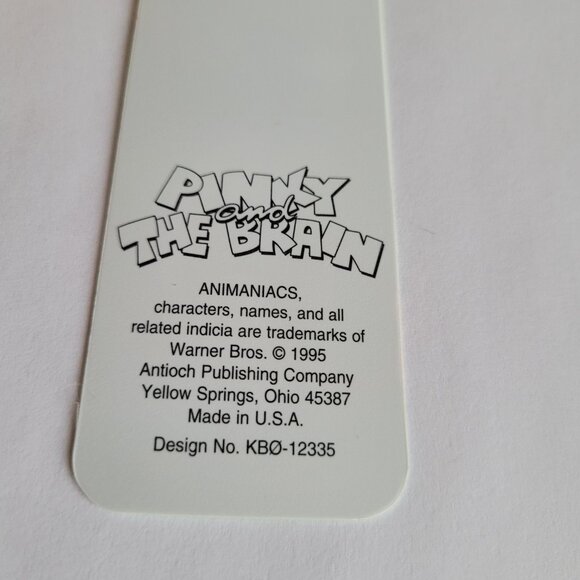 PINKY
and
THE BRAIN
ANIMANIACS,
characters, names, and all
related indicia are trademarks of
Warner Bros. © 1995
Antioch Publishing Company
Yellow Springs, Ohio 45387
Made in U.S.A.
Design No. KBØ-12335